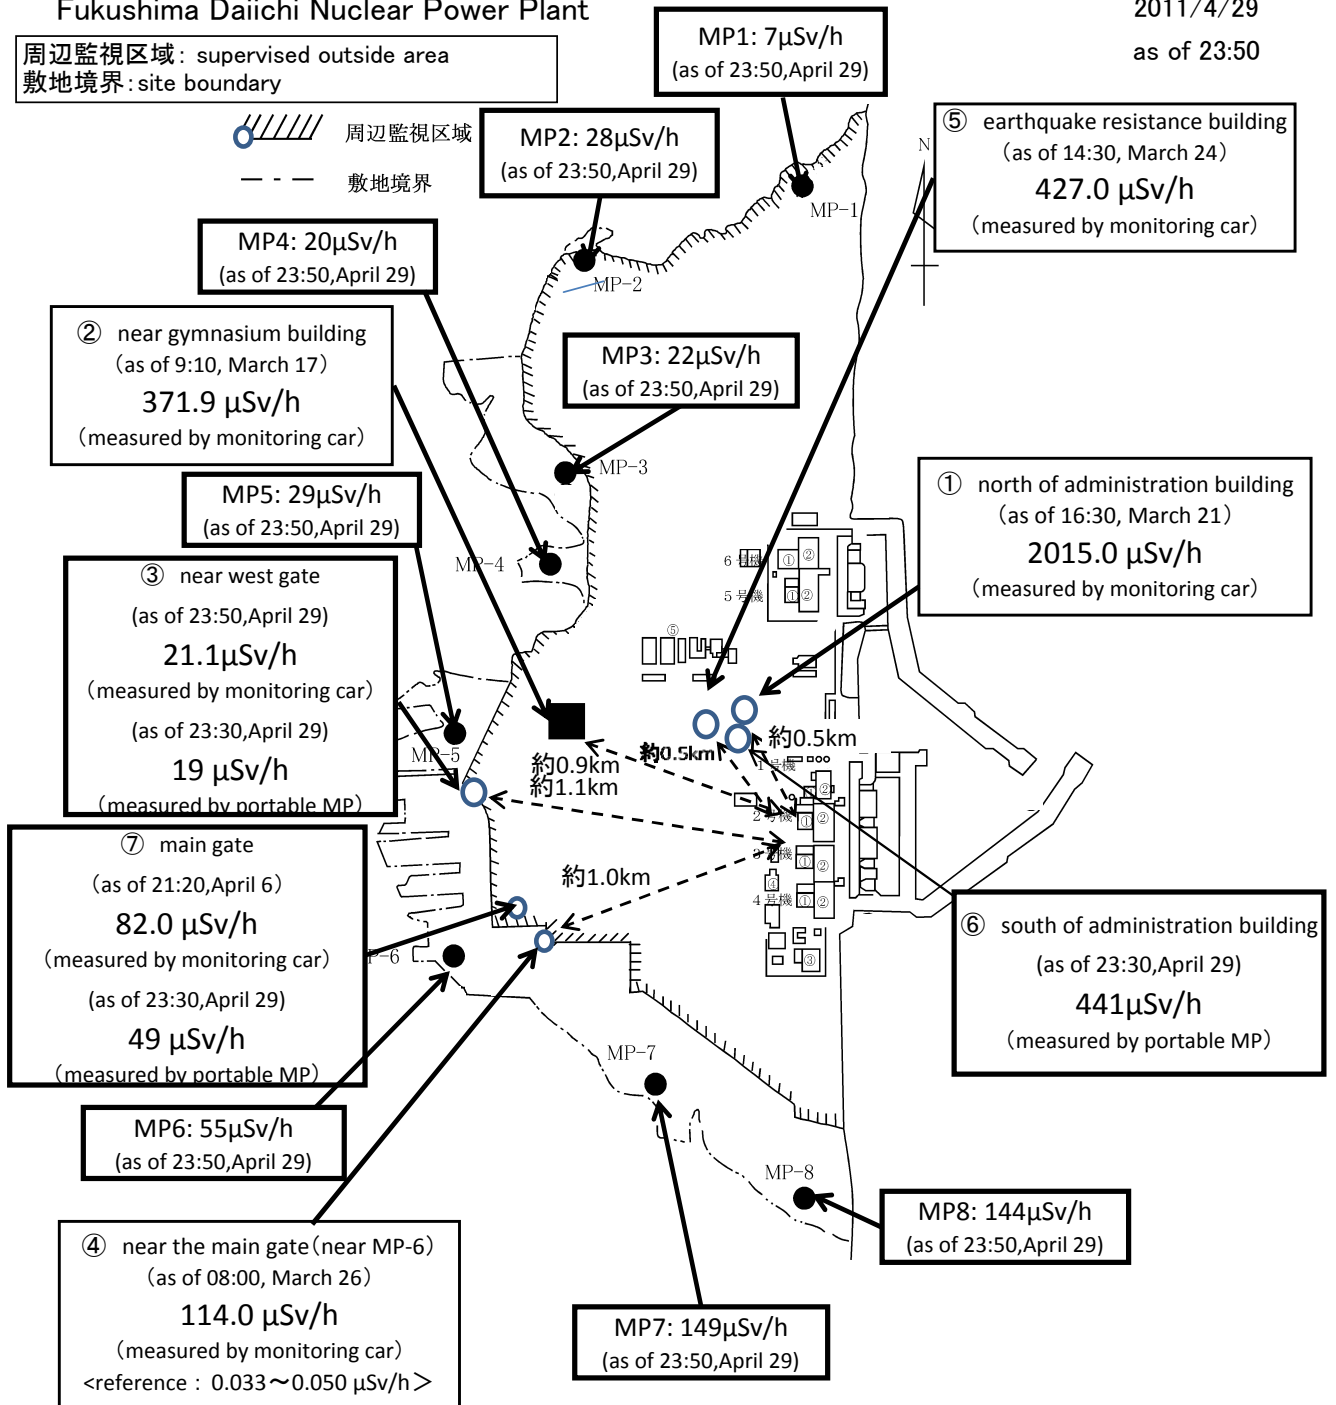 Fukushima Daiichi Nuclear Power Plant
2011/4/29
as of 23:50
周辺監視区域: supervised outside area
敷地境界:site boundary
周辺監視区域
敷地境界
MP1: 7μSv/h
(as of 23:50,April 29)
MP2: 28μSv/h
(as of 23:50,April 29)
⑤ earthquake resistance building
(as of 14:30, March 24)
427.0 μSv/h
(measured by monitoring car)
N
MP-1
MP4: 20μSv/h
(as of 23:50,April 29)
MP-2
② near gymnasium building
(as of 9:10, March 17)
371.9 μSv/h
(measured by monitoring car)
MP3: 22μSv/h
(as of 23:50,April 29)
MP-3
MP5: 29μSv/h
(as of 23:50,April 29)
① north of administration building
(as of 16:30, March 21)
2015.0 μSv/h
(measured by monitoring car)
MP-4
③ near west gate
(as of 23:50,April 29)
21.1μSv/h
(measured by monitoring car)
(as of 23:30,April 29)
19 μSv/h
(measured by portable MP)
6号機
① ②
5号機
① ②
⑤
MP-5
約0.9km
約1.1km
約0.5km
約0.5km
1号機
②
2号機
① ②
3号機
① ②
④
4号機
① ②
③
約1.0km
⑦ main gate
(as of 21:20,April 6)
82.0 μSv/h
(measured by monitoring car)
(as of 23:30,April 29)
49 μSv/h
(measured by portable MP)
P-6
⑥ south of administration building
(as of 23:30,April 29)
441μSv/h
(measured by portable MP)
MP-7
MP6: 55μSv/h
(as of 23:50,April 29)
MP-8
MP8: 144μSv/h
(as of 23:50,April 29)
④ near the main gate(near MP-6)
(as of 08:00, March 26)
114.0 μSv/h
(measured by monitoring car)
<reference : 0.033～0.050 μSv/h＞
MP7: 149μSv/h
(as of 23:50,April 29)